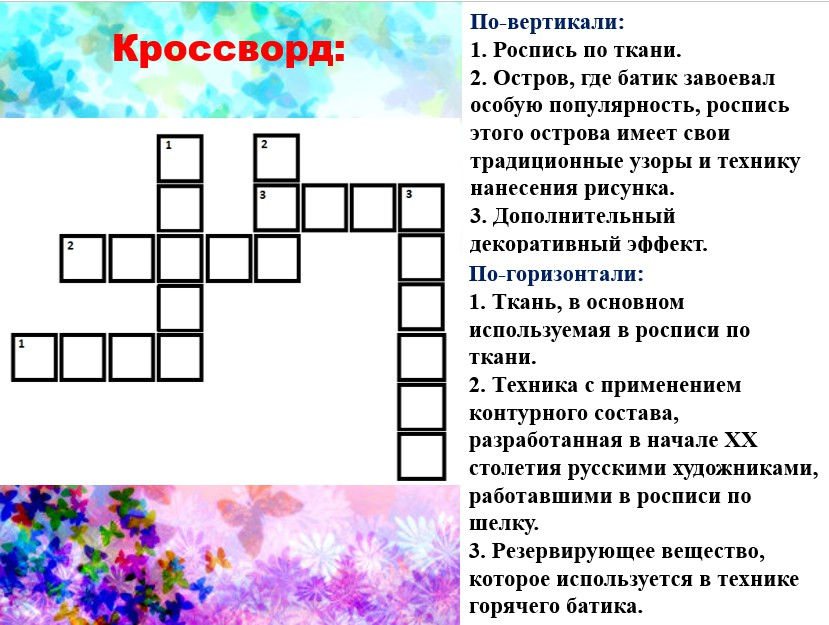 Кроссворд:
1
2
3
3
2
1
По-вертикали:
1. Роспись по ткани.
2. Остров, где батик завоевал
особую популярность, роспись
этого острова имеет свои
традиционные узоры и технику
нанесения рисунка.
3. Дополнительный
декоративный эффект.
По-горизонтали:
1. Ткань, в основном
используемая в росписи по
ткани.
2. Техника с применением
контурного состава,
разработанная в начале XX
столетия русскими художниками,
работавшими в росписи по
шелку.
3. Резервирующее вещество,
которое используется в технике
горячего батика.